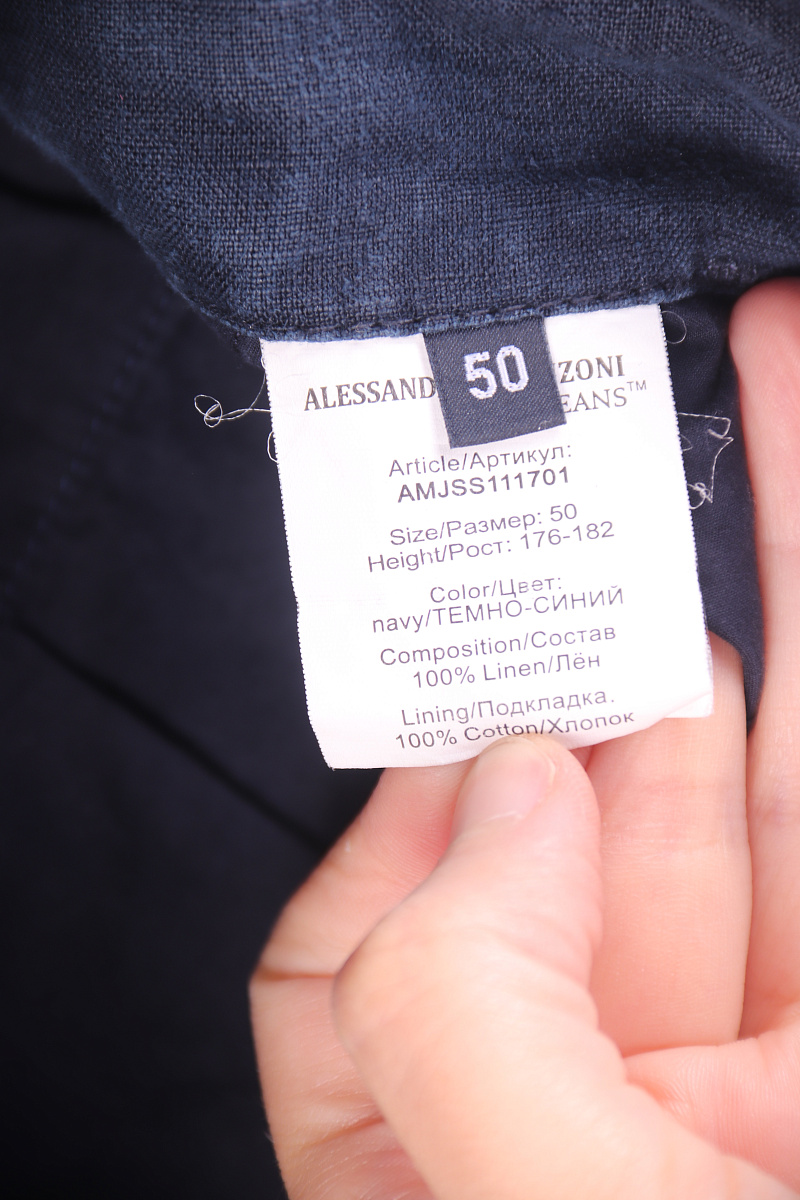 50
ALESSAND ZONI
EANS™
Article/Артикул:
AMJSS111701
Size/Размер: 50
Height/Рост: 176-182
Color/Цвет:
navy/ТЕМНО-СИНИЙ
Composition/Состав
100% Linen/Лён
Lining/Подкладка.
100% Cotton/Хлопок